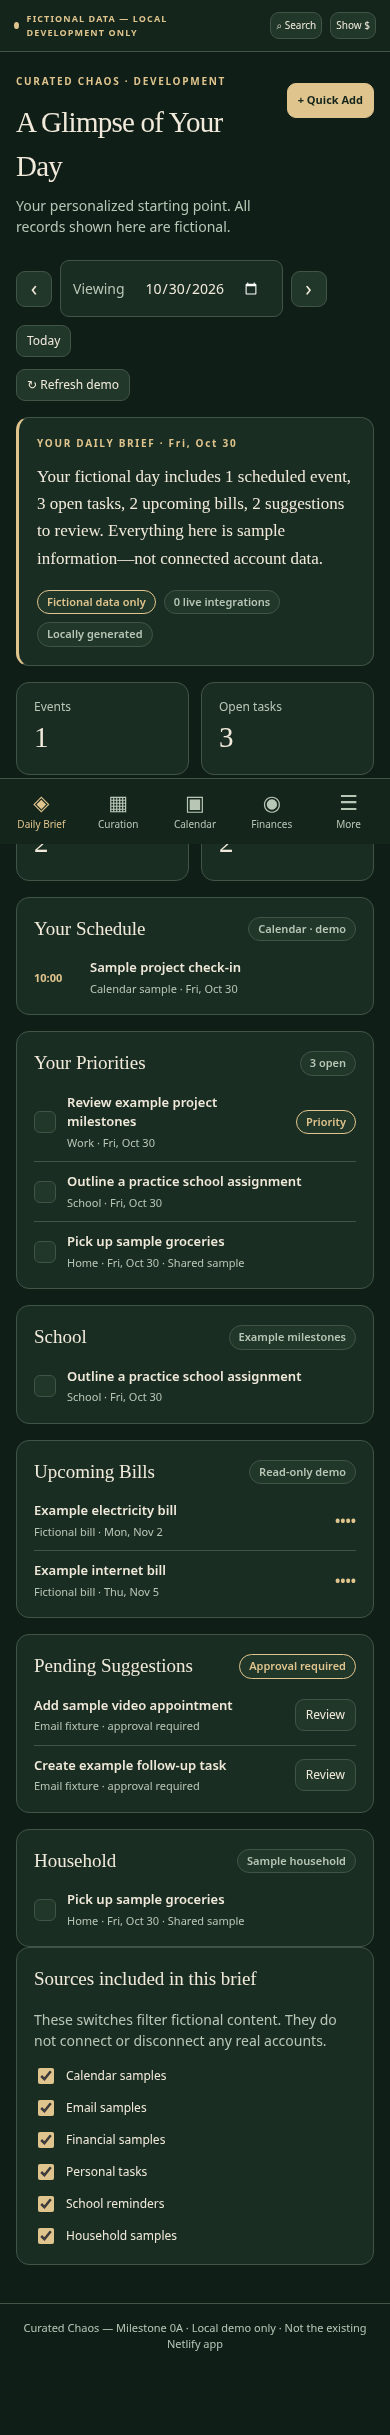 FICTIONAL DATA — LOCAL
DEVELOPMENT ONLY
⌕ Search
Show $
CURATED CHAOS · DEVELOPMENT
+ Quick Add
A Glimpse of Your
Day
Your personalized starting point. All
records shown here are fictional.
‹
Viewing 10/30/2026
›
Today
↻ Refresh demo
YOUR DAILY BRIEF · Fri, Oct 30
Your fictional day includes 1 scheduled event,
3 open tasks, 2 upcoming bills, 2 suggestions
to review. Everything here is sample
information—not connected account data.
Fictional data only
0 live integrations
Locally generated
Events
1
Open tasks
3
Daily Brief
Curation
Calendar
Finances
More
2
2
Your Schedule
Calendar · demo
10:00
Sample project check-in
Calendar sample · Fri, Oct 30
Your Priorities
3 open
Review example project
milestones
Work · Fri, Oct 30
Priority
Outline a practice school assignment
School · Fri, Oct 30
Pick up sample groceries
Home · Fri, Oct 30 · Shared sample
School
Example milestones
Outline a practice school assignment
School · Fri, Oct 30
Upcoming Bills
Read-only demo
Example electricity bill
Fictional bill · Mon, Nov 2
••••
Example internet bill
Fictional bill · Thu, Nov 5
••••
Pending Suggestions
Approval required
Add sample video appointment
Email fixture · approval required
Review
Create example follow-up task
Email fixture · approval required
Review
Household
Sample household
Pick up sample groceries
Home · Fri, Oct 30 · Shared sample
Sources included in this brief
These switches filter fictional content. They do
not connect or disconnect any real accounts.
Calendar samples
Email samples
Financial samples
Personal tasks
School reminders
Household samples
Curated Chaos — Milestone 0A · Local demo only · Not the existing
Netlify app